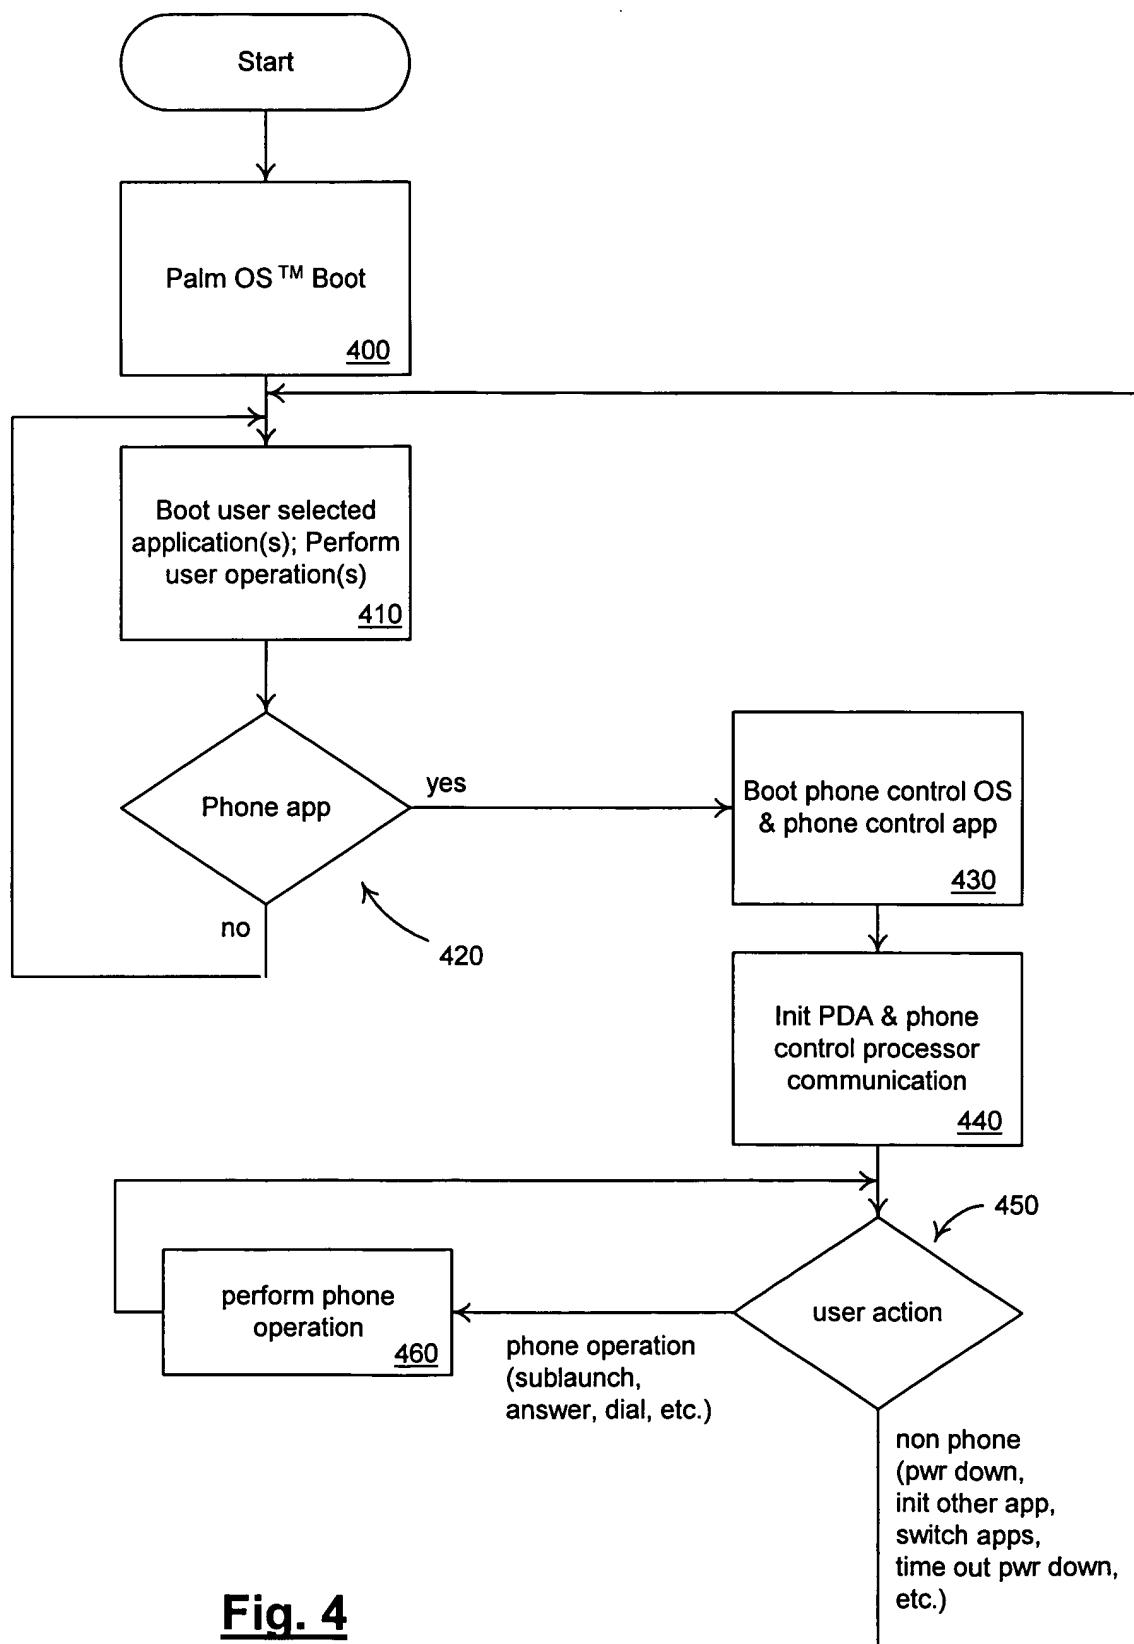 Start
Palm OS™ Boot
400
Boot user selected
application(s); Perform
user operation(s)
410
Phone app
yes
no
420
Boot phone control OS
& phone control app
430
Init PDA & phone
control processor
communication
440
450
user action
perform phone
operation
460
phone operation
(sublaunch,
answer, dial, etc.)
non phone
(pwr down,
init other app,
switch apps,
time out pwr down,
etc.)
Fig. 4